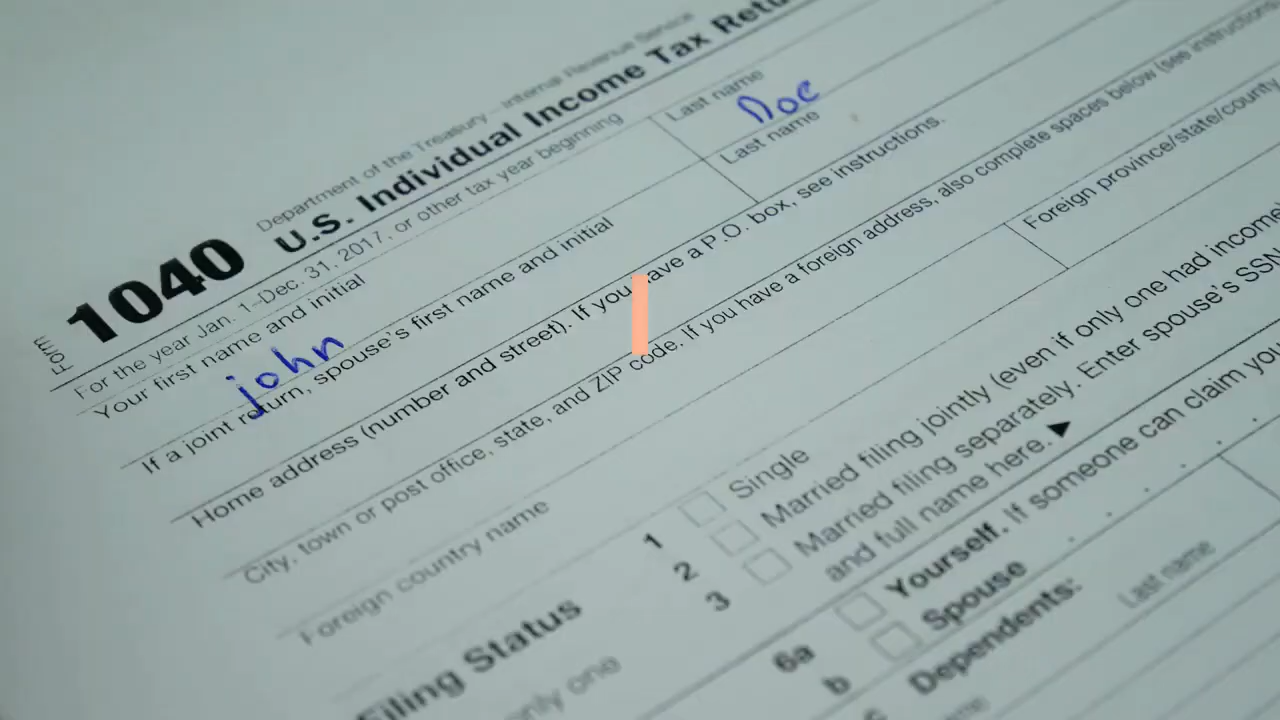 Department of the Treasury - Internal Revenue Service
Form 1040 U.S. Individual Income Tax Retu
For the year Jan. 1–Dec. 31, 2017, or other tax year beginning
Your first name and initial Last name
john Doe
If a joint return, spouse's first name and initial Last name
Home address (number and street). If you have a P.O. box, see instructions.
City, town or post office, state, and ZIP code. If you have a foreign address, also complete spaces below (see instructions
Foreign country name Foreign province/state/county
Filing Status 1 Single
only one 2 Married filing jointly (even if only one had income
3 Married filing separately. Enter spouse's SSN
and full name here. ▶
6a Yourself. If someone can claim you
b Spouse
c Dependents:
name Last name